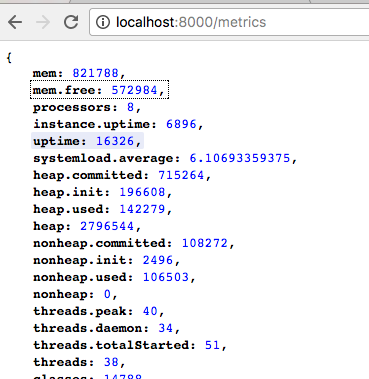 localhost:8000/metrics
{
mem: 821788,
mem.free: 572984,
processors: 8,
instance.uptime: 6896,
uptime: 16326,
systemload.average: 6.10693359375,
heap.committed: 715264,
heap.init: 196608,
heap.used: 142279,
heap: 2796544,
nonheap.committed: 108272,
nonheap.init: 2496,
nonheap.used: 106503,
nonheap: 0,
threads.peak: 40,
threads.daemon: 34,
threads.totalStarted: 51,
threads: 38,
classes: 14788